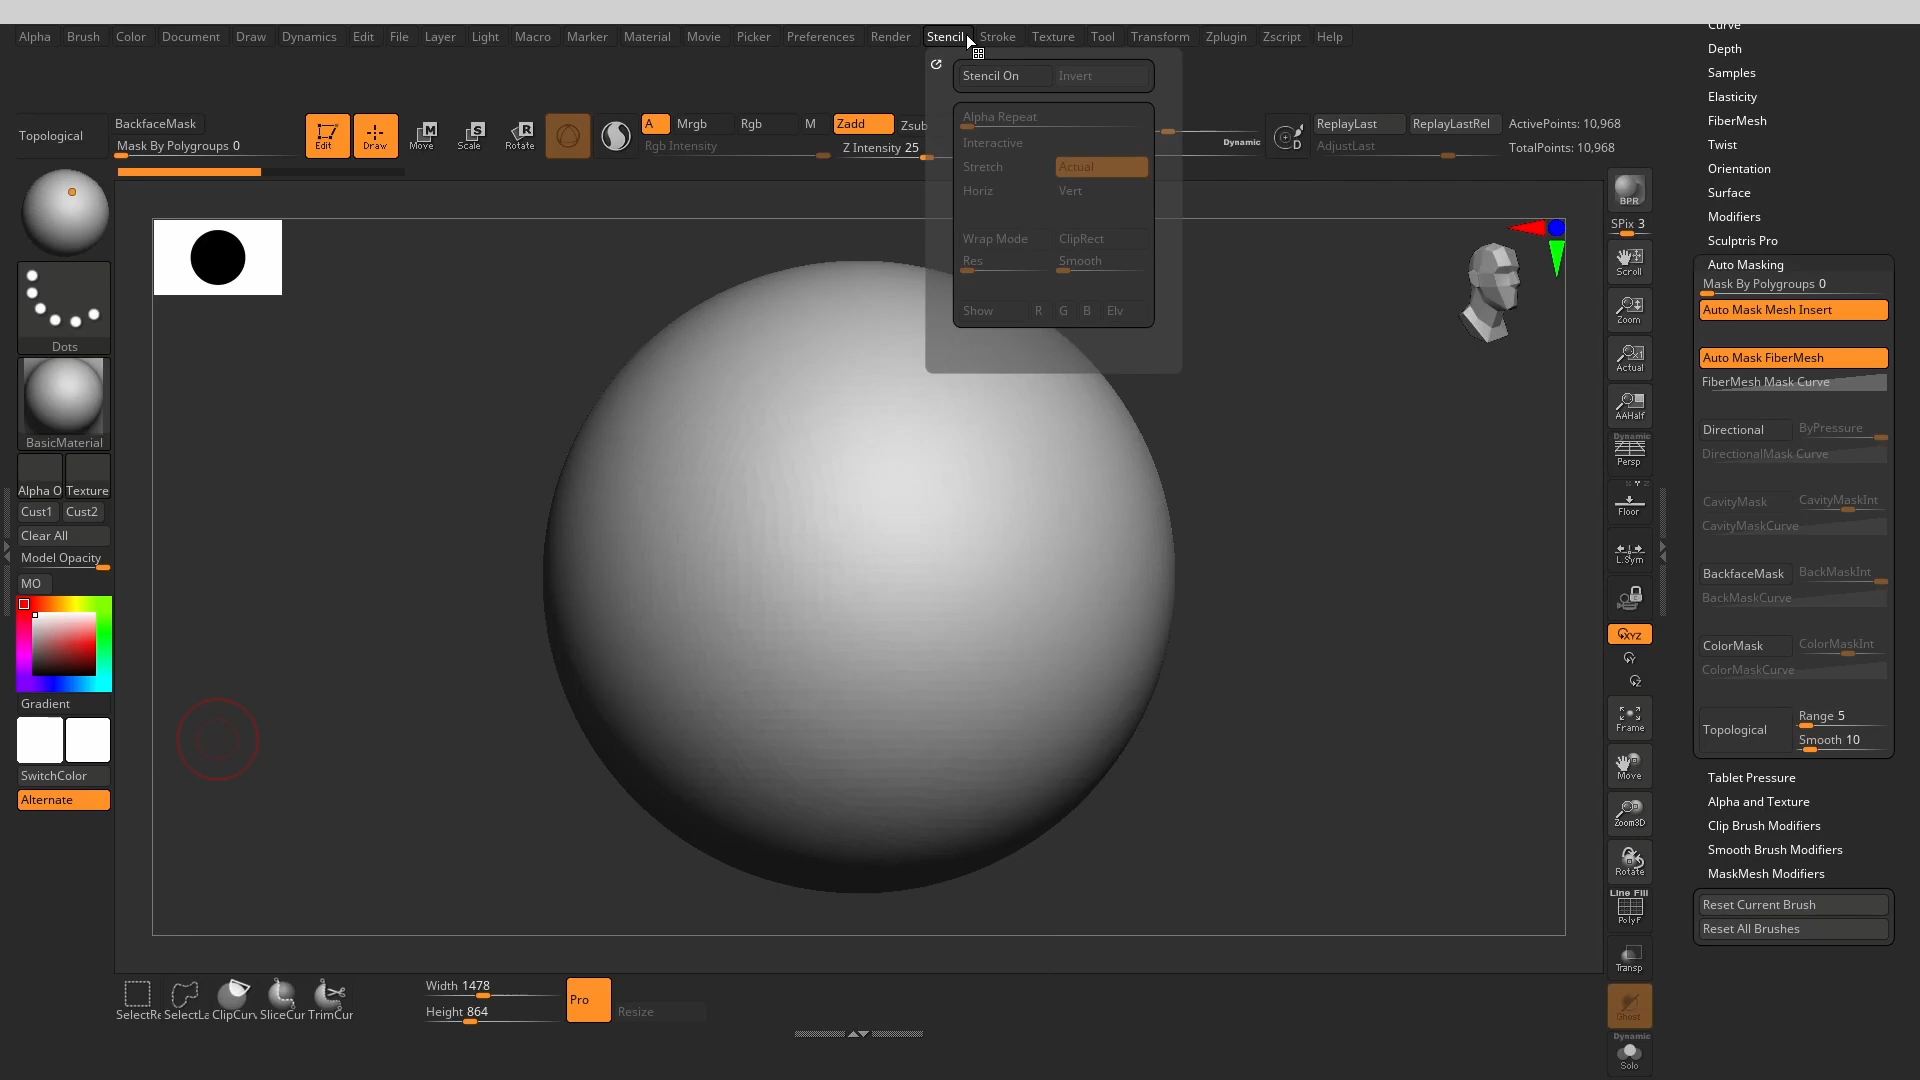 Alpha Brush Color Document Draw Dynamics Edit File Layer Light Macro Marker Material Movie Picker Preferences Render Stencil Stroke Texture Tool Transform Zplugin Zscript Help
Stencil On Invert
Alpha Repeat
Interactive
Stretch Actual
Horiz Vert
Wrap Mode ClipRect
Res Smooth
Show R G B Elv
Topological
BackfaceMask
Mask By Polygroups 0
Edit
Draw
M
Move
S
Scale
R
Rotate
A Mrgb Rgb M Zadd Zsub
Rgb Intensity Z Intensity 25
Dynamic
D
ReplayLast ReplayLastRel ActivePoints: 10,968
AdjustLast TotalPoints: 10,968
Dots
BasicMaterial
Alpha O Texture
Cust1 Cust2
Clear All
Model Opacity
MO
Gradient
SwitchColor
Alternate
BPR
SPix 3
Scroll
Zoom
Actual
AAHalf
Dynamic
Persp
Floor
L.Sym
XYZ
Y
Z
Frame
Move
Zoom3D
Rotate
Line Fill
PolyF
Transp
Ghost
Dynamic
Solo
Curve
Depth
Samples
Elasticity
FiberMesh
Twist
Orientation
Surface
Modifiers
Sculptris Pro
Auto Masking
Mask By Polygroups 0
Auto Mask Mesh Insert
Auto Mask FiberMesh
FiberMesh Mask Curve
Directional ByPressure
DirectionalMask Curve
CavityMask CavityMaskInt
CavityMaskCurve
BackfaceMask BackMaskInt
BackMaskCurve
ColorMask ColorMaskInt
ColorMaskCurve
Topological Range 5
Smooth 10
Tablet Pressure
Alpha and Texture
Clip Brush Modifiers
Smooth Brush Modifiers
MaskMesh Modifiers
Reset Current Brush
Reset All Brushes
SelectRe SelectLa ClipCurv SliceCur TrimCur
Width 1478
Height 864
Pro
Resize